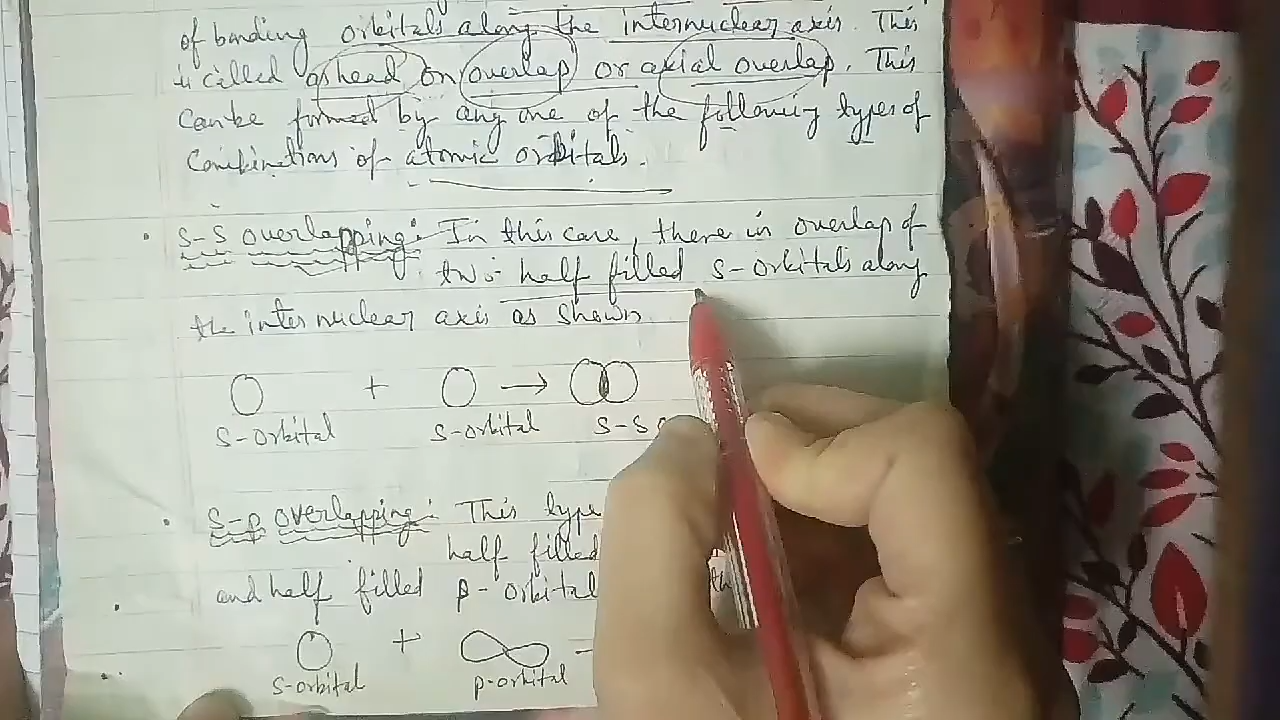 of bonding orbitals along the internuclear axis. This
is called as head on overlap or axial overlap. This
can be formed by any one of the following types of
combinations of atomic orbitals.
S-S overlapping: In this case, there is overlap of
two half filled s-orbitals along
the internuclear axis as shown.
+ →
S-orbital S-orbital S-S
S-p overlapping: This type
half filled
and half filled p-orbital
+
S-orbital p-orbital